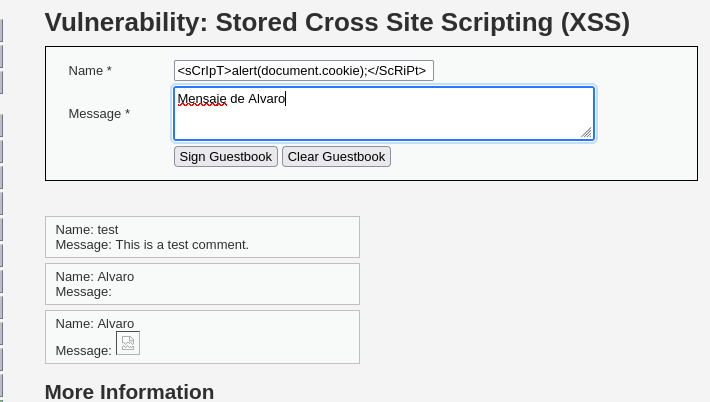 Vulnerability: Stored Cross Site Scripting (XSS)
Name * <sCrIpT>alert(document.cookie);</ScRiPt>
Message * Mensaje de Alvaro
Sign Guestbook Clear Guestbook
Name: test
Message: This is a test comment.
Name: Alvaro
Message:
Name: Alvaro
Message:
More Information